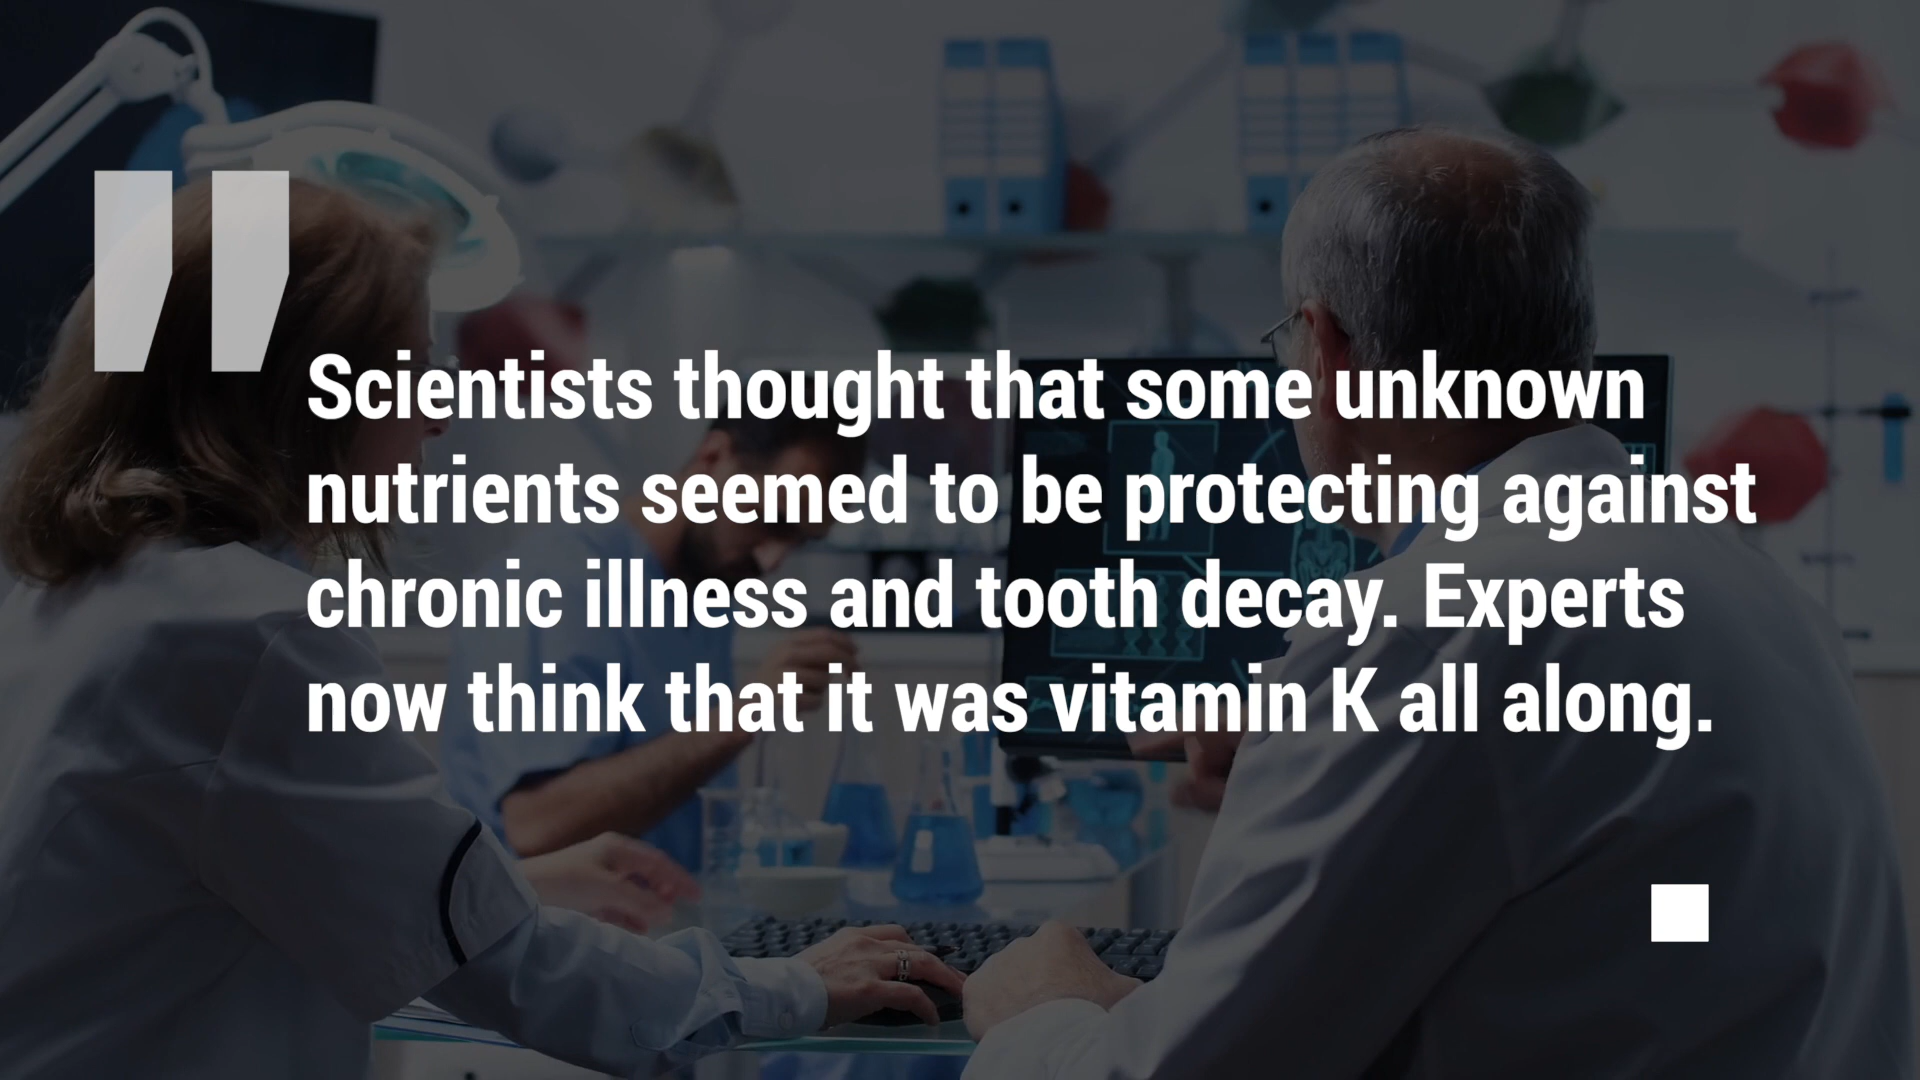 "
Scientists thought that some unknown
nutrients seemed to be protecting against
chronic illness and tooth decay. Experts
now think that it was vitamin K all along.